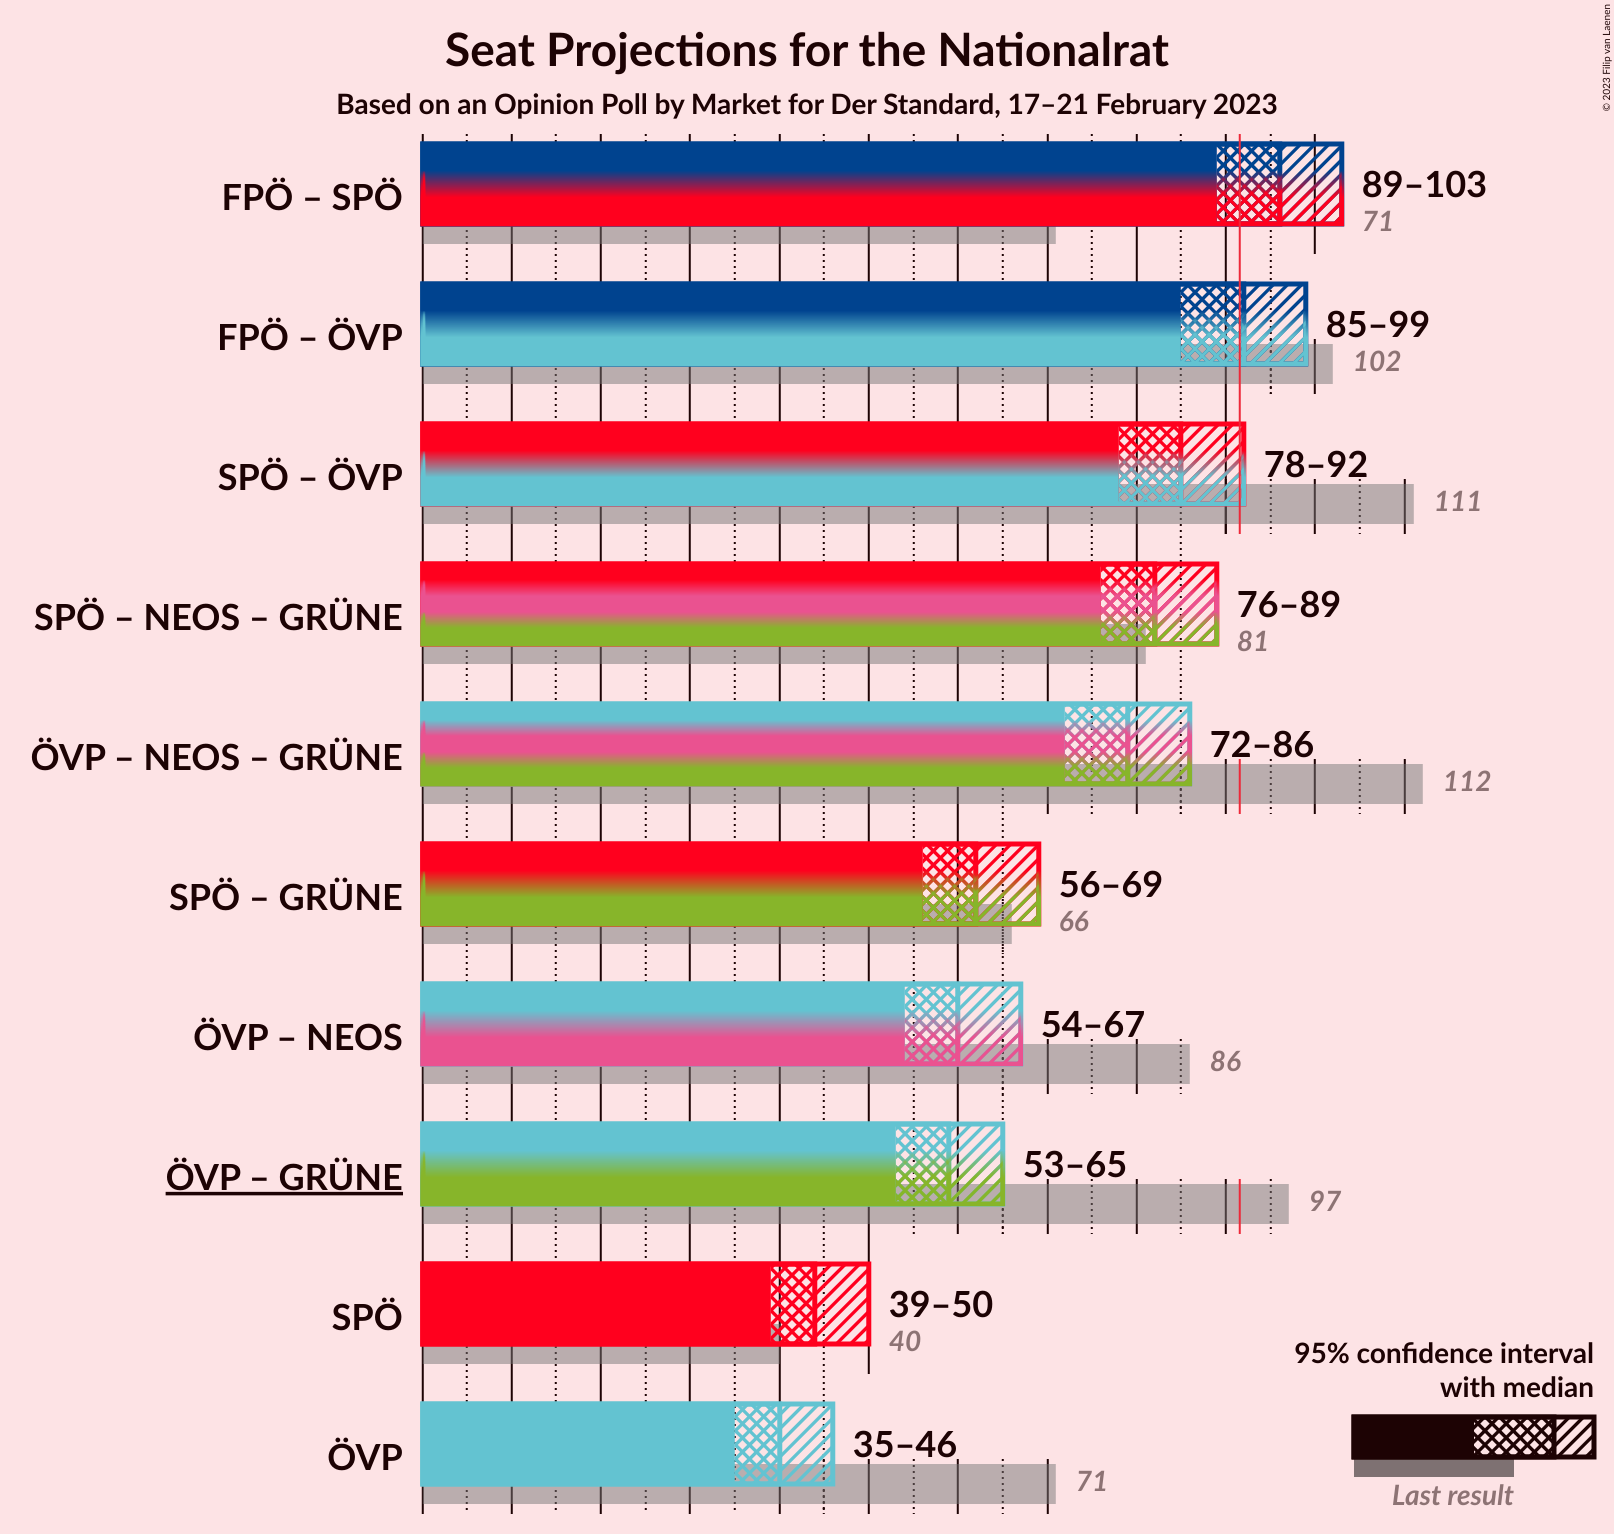 Seat Projections for the Nationalrat
Based on an Opinion Poll by Market for Der Standard, 17–21 February 2023
© 2023 Filip van Laenen
FPÖ – SPÖ
89–103
71
FPÖ – ÖVP
85–99
102
SPÖ – ÖVP
78–92
111
SPÖ – NEOS – GRÜNE
76–89
81
ÖVP – NEOS – GRÜNE
72–86
112
SPÖ – GRÜNE
56–69
66
ÖVP – NEOS
54–67
86
ÖVP – GRÜNE
53–65
97
SPÖ
39–50
40
ÖVP
35–46
71
95% confidence interval
with median
Last result